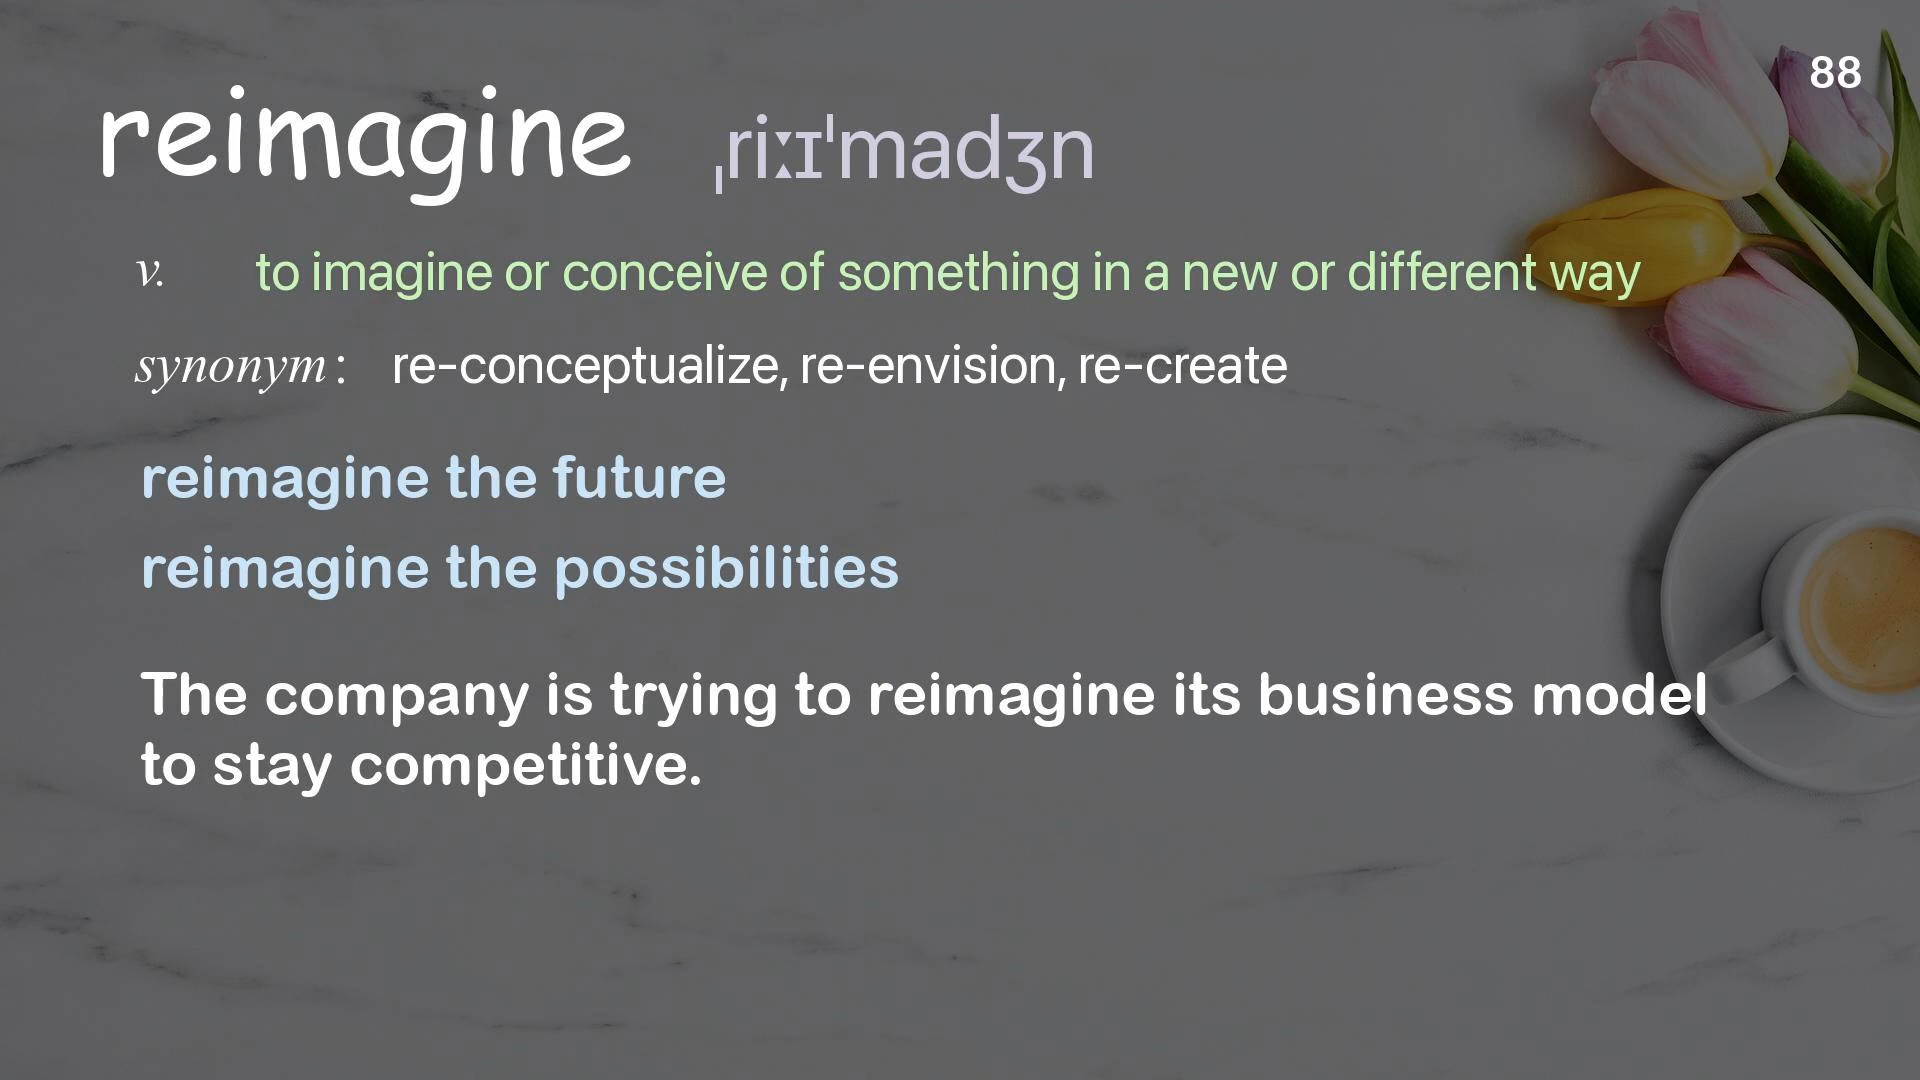 88
reimagine ˌriːɪˈmadʒn
v. to imagine or conceive of something in a new or different way
synonym : re-conceptualize, re-envision, re-create
reimagine the future
reimagine the possibilities
The company is trying to reimagine its business model
to stay competitive.